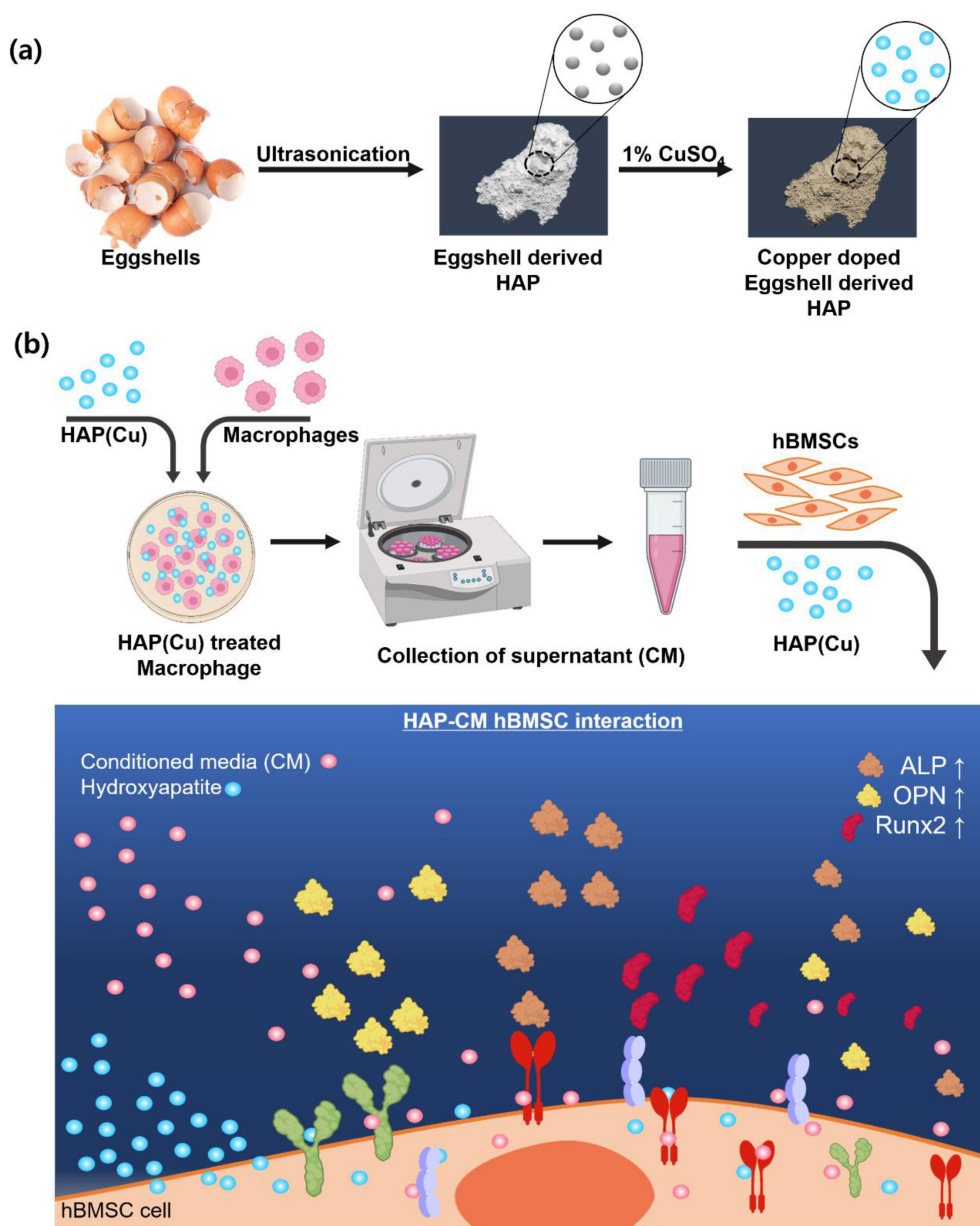 (a)
Ultrasonication
1% CuSO₄
Eggshells
Eggshell derived
HAP
Copper doped
Eggshell derived
HAP
(b)
HAP(Cu)
Macrophages
hBMSCs
HAP(Cu)
HAP(Cu) treated
Macrophage
Collection of supernatant (CM)
HAP-CM hBMSC interaction
Conditioned media (CM)
Hydroxyapatite
ALP ↑
OPN ↑
Runx2 ↑
hBMSC cell